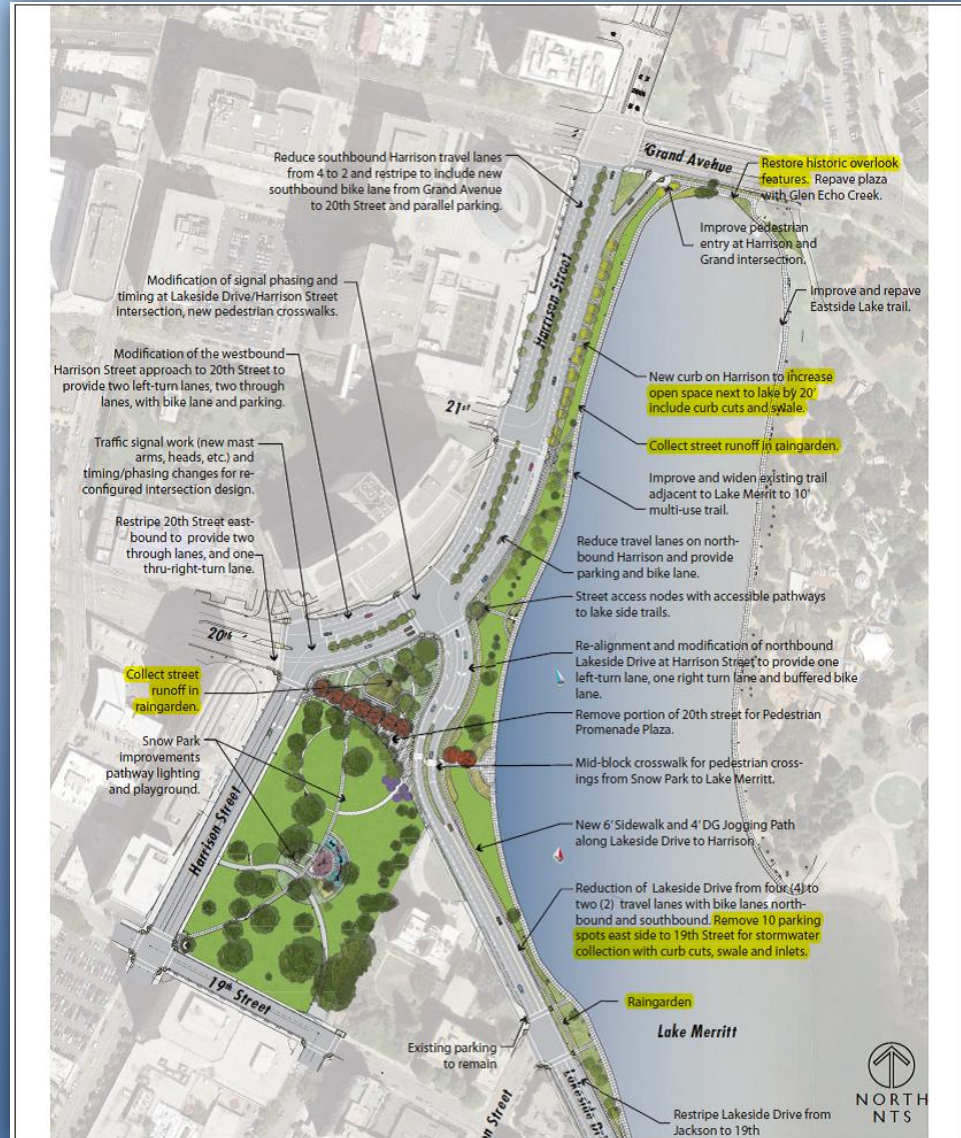 Reduce southbound Harrison travel lanes
from 4 to 2 and restripe to include new
southbound bike lane from Grand Avenue
to 20th Street and parallel parking.
Grand Avenue
Restore historic overlook
features. Repave plaza
with Glen Echo Creek.
Improve pedestrian
entry at Harrison and
Grand intersection.
Improve and repave
Eastside Lake trail.
Modification of signal phasing and
timing at Lakeside Drive/Harrison Street
intersection, new pedestrian crosswalks.
Harrison Street
Modification of the westbound
Harrison Street approach to 20th Street to
provide two left-turn lanes, two through
lanes, with bike lane and parking.
New curb on Harrison to increase
open space next to lake by 20'
include curb cuts and swale.
21st
Traffic signal work (new mast
arms, heads, etc.) and
timing/phasing changes for re-
configured intersection design.
Collect street runoff in raingarden.
Improve and widen existing trail
adjacent to Lake Merrit to 10'
multi-use trail.
Restripe 20th Street east-
bound to provide two
through lanes, and one
thru-right-turn lane.
Reduce travel lanes on north-
bound Harrison and provide
parking and bike lane.
Street access nodes with accessible pathways
to lake side trails.
20th
Re-alignment and modification of northbound
Lakeside Drive at Harrison Street to provide one
left-turn lane, one right turn lane and buffered bike
lane.
Collect street
runoff in
raingarden.
Remove portion of 20th street for Pedestrian
Promenade Plaza.
Snow Park
improvements
pathway lighting
and playground.
Mid-block crosswalk for pedestrian cross-
ings from Snow Park to Lake Merritt.
Harrison Street
New 6' Sidewalk and 4' DG Jogging Path
along Lakeside Drive to Harrison
Reduction of Lakeside Drive from four (4) to
two (2) travel lanes with bike lanes north-
bound and southbound. Remove 10 parking
spots east side to 19th Street for stormwater
collection with curb cuts, swale and inlets.
19th Street
Raingarden
Lake Merritt
Existing parking
to remain
Lakeside
Street
Restripe Lakeside Drive from
Jackson to 19th
NORTH
NTS